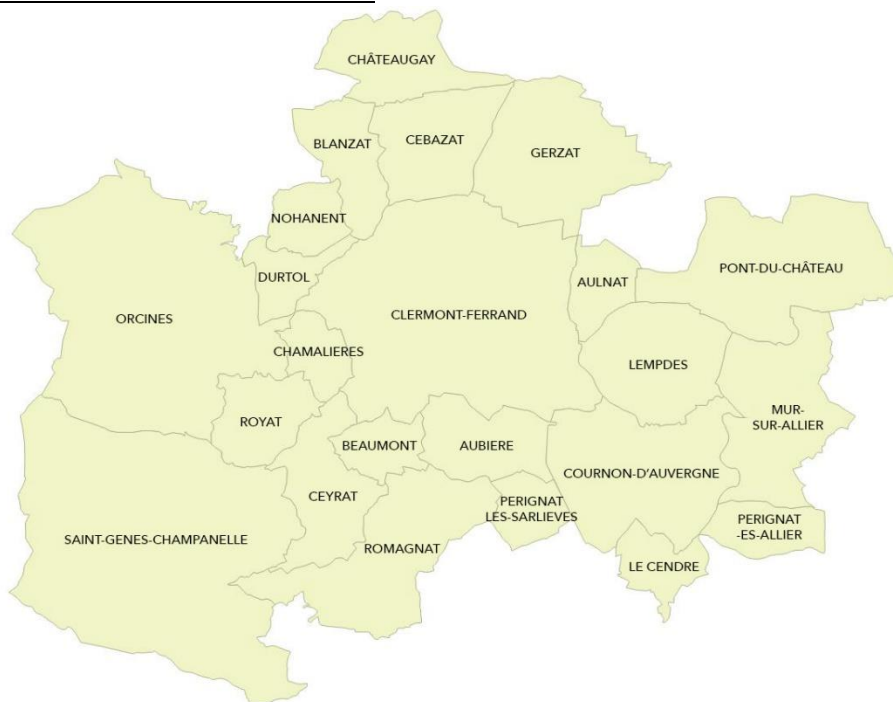 CHÂTEAUGAY
BLANZAT
CEBAZAT
GERZAT
NOHANENT
DURTOL
AULNAT
PONT-DU-CHÂTEAU
ORCINES
CLERMONT-FERRAND
CHAMALIERES
LEMPDES
ROYAT
BEAUMONT
AUBIERE
MUR-
SUR-ALLIER
COURNON-D'AUVERGNE
CEYRAT
PERIGNAT
LES-SARLIEVES
PERIGNAT
-ES-ALLIER
SAINT-GENES-CHAMPANELLE
ROMAGNAT
LE CENDRE